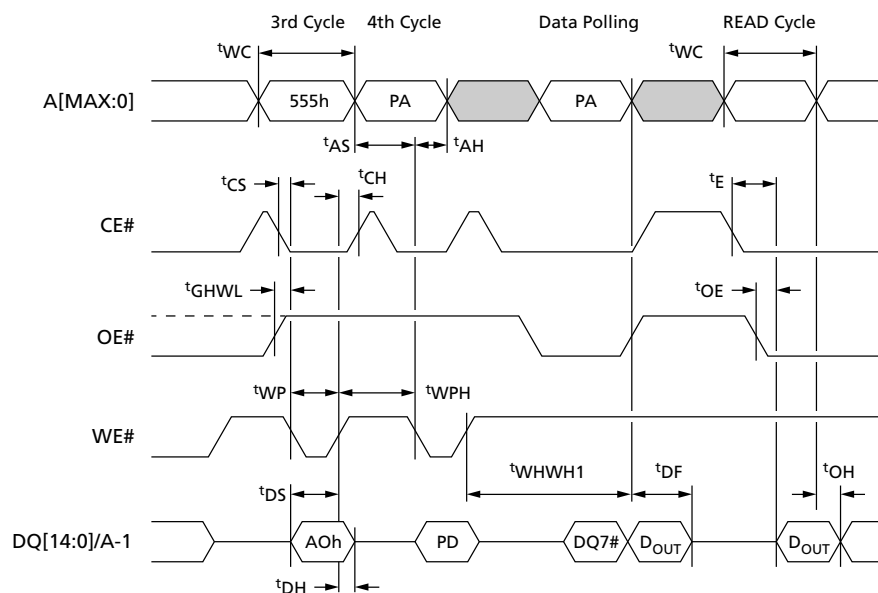 3rd Cycle 4th Cycle Data Polling READ Cycle
tWC tWC
A[MAX:0] 555h PA PA
tAS tAH
tCS tCH tE
CE#
tGHWL tOE
OE#
tWP tWPH
WE#
tWHWH1 tDF tOH
tDS
DQ[14:0]/A-1 AOh PD DQ7# DOUT DOUT
tDH